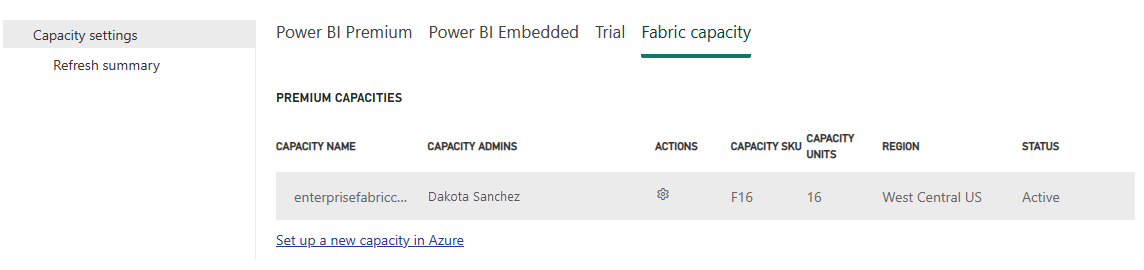 Capacity settings
Refresh summary
Power BI Premium Power BI Embedded Trial Fabric capacity
PREMIUM CAPACITIES
CAPACITY NAME CAPACITY ADMINS ACTIONS CAPACITY SKU CAPACITY UNITS REGION STATUS
enterprisefabricc... Dakota Sanchez F16 16 West Central US Active
Set up a new capacity in Azure